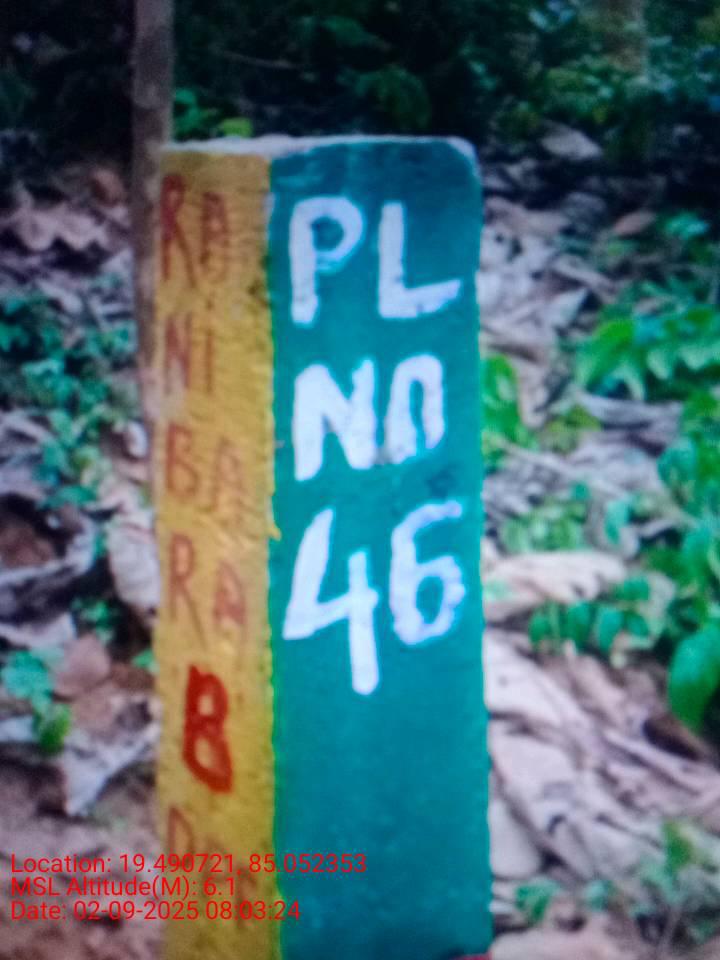 RA
NI
BA
RA
B
PL
NO
46
Location: 19.490721, 85.052353
MSL Altitude(M): 6.1
Date: 02-09-2025 08:03:24